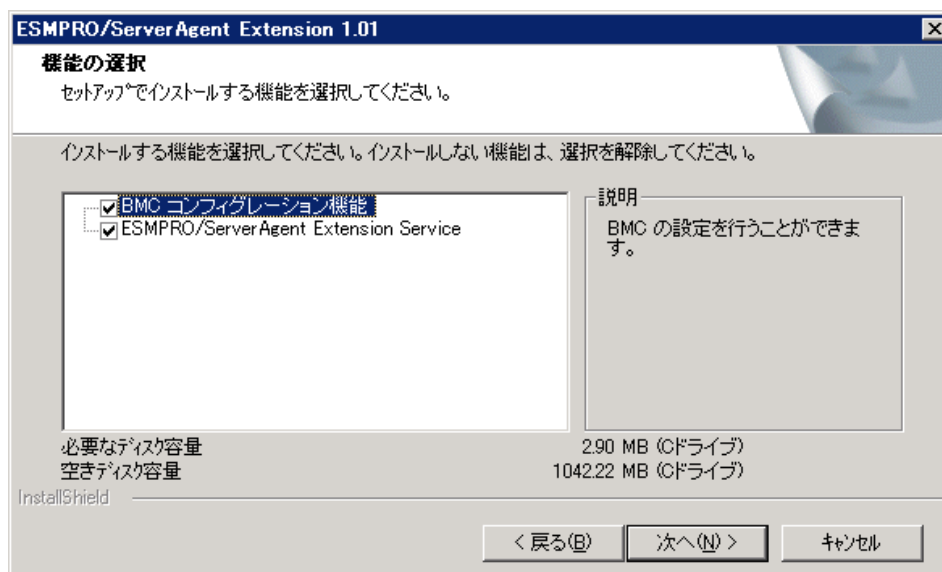 ESMPRO/ServerAgent Extension 1.01
機能の選択
セットアップでインストールする機能を選択してください。
インストールする機能を選択してください。インストールしない機能は、選択を解除してください。
BMC コンフィグレーション機能
ESMPRO/ServerAgent Extension Service
説明
BMC の設定を行うことができま
す。
必要なディスク容量 2.90 MB (Cドライブ)
空きディスク容量 1042.22 MB (Cドライブ)
InstallShield
< 戻る(B) 次へ(N) > キャンセル